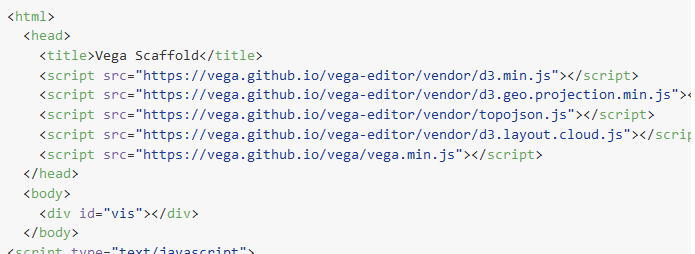 <html>
<head>
<title>Vega Scaffold</title>
<script src="https://vega.github.io/vega-editor/vendor/d3.min.js"></script>
<script src="https://vega.github.io/vega-editor/vendor/d3.geo.projection.min.js"><
<script src="https://vega.github.io/vega-editor/vendor/topojson.js"></script>
<script src="https://vega.github.io/vega-editor/vendor/d3.layout.cloud.js"></scrip
<script src="https://vega.github.io/vega/vega.min.js"></script>
</head>
<body>
<div id="vis"></div>
</body>
<script type="text/javascript">